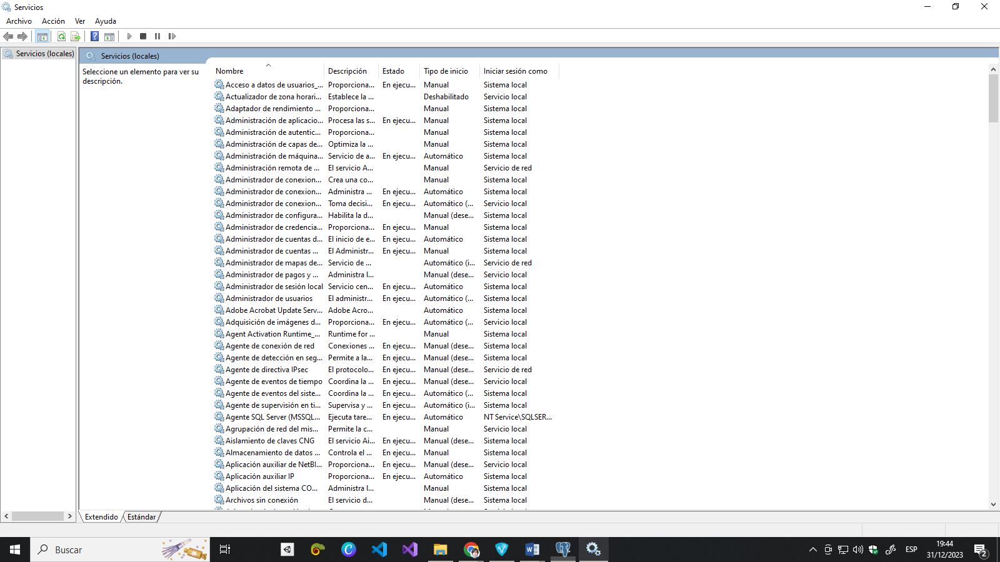 Servicios
Archivo Acción Ver Ayuda
Servicios (locales)
Servicios (locales)
Seleccione un elemento para ver su
descripción.
Nombre Descripción Estado Tipo de inicio Iniciar sesión como
Acceso a datos de usuarios_... Proporciona... En ejecu... Manual Sistema local
Actualizador de zona horari... Establece la ... Deshabilitado Servicio local
Adaptador de rendimiento ... Proporciona... Manual Sistema local
Administración de aplicacio... Procesa las s... En ejecu... Manual Sistema local
Administración de autentic... Proporciona... Manual Sistema local
Administración de capas de... Optimiza la ... Manual Sistema local
Administración de máquina... Servicio de a... En ejecu... Automático Sistema local
Administración remota de ... El servicio A... Manual Servicio de red
Administrador de conexion... Crea una co... Manual Sistema local
Administrador de conexion... Administra ... En ejecu... Automático Sistema local
Administrador de conexion... Toma decisi... En ejecu... Automático (... Servicio local
Administrador de configura... Habilita la d... Manual (dese... Sistema local
Administrador de credencia... Proporciona... En ejecu... Manual Sistema local
Administrador de cuentas d... El inicio de e... En ejecu... Automático Sistema local
Administrador de cuentas ... El Administr... En ejecu... Manual Sistema local
Administrador de mapas de... Servicio de ... Automático (i... Servicio de red
Administrador de pagos y ... Administra l... Manual (dese... Servicio local
Administrador de sesión local Servicio cen... En ejecu... Automático Sistema local
Administrador de usuarios El administr... En ejecu... Automático (... Sistema local
Adobe Acrobat Update Serv... Adobe Acro... Automático Sistema local
Adquisición de imágenes d... Proporciona... En ejecu... Automático (... Servicio local
Agent Activation Runtime_... Runtime for ... Manual Sistema local
Agente de conexión de red Conexiones ... En ejecu... Manual (dese... Sistema local
Agente de detección en seg... Permite a la... En ejecu... Manual (dese... Sistema local
Agente de directiva IPsec El protocolo... En ejecu... Manual (dese... Servicio de red
Agente de eventos de tiempo Coordina la ... En ejecu... Manual (dese... Servicio local
Agente de eventos del siste... Coordina la ... En ejecu... Automático (... Sistema local
Agente de supervisión en ti... Supervisa y ... En ejecu... Automático (i... Sistema local
Agente SQL Server (MSSQL... Ejecuta tare... En ejecu... Automático NT Service\SQLSER...
Agrupación de red del mis... Permite la c... Manual Servicio local
Aislamiento de claves CNG El servicio Ai... En ejecu... Manual (dese... Sistema local
Almacenamiento de datos ... Controla el ... En ejecu... Manual Sistema local
Aplicación auxiliar de NetBI... Proporciona... En ejecu... Manual (dese... Servicio local
Aplicación auxiliar IP Proporciona... En ejecu... Automático Sistema local
Aplicación del sistema CO... Administra l... Manual Sistema local
Archivos sin conexión El servicio d... Manual (dese... Sistema local
Extendido Estándar
Buscar
ESP
19:44
31/12/2023
2